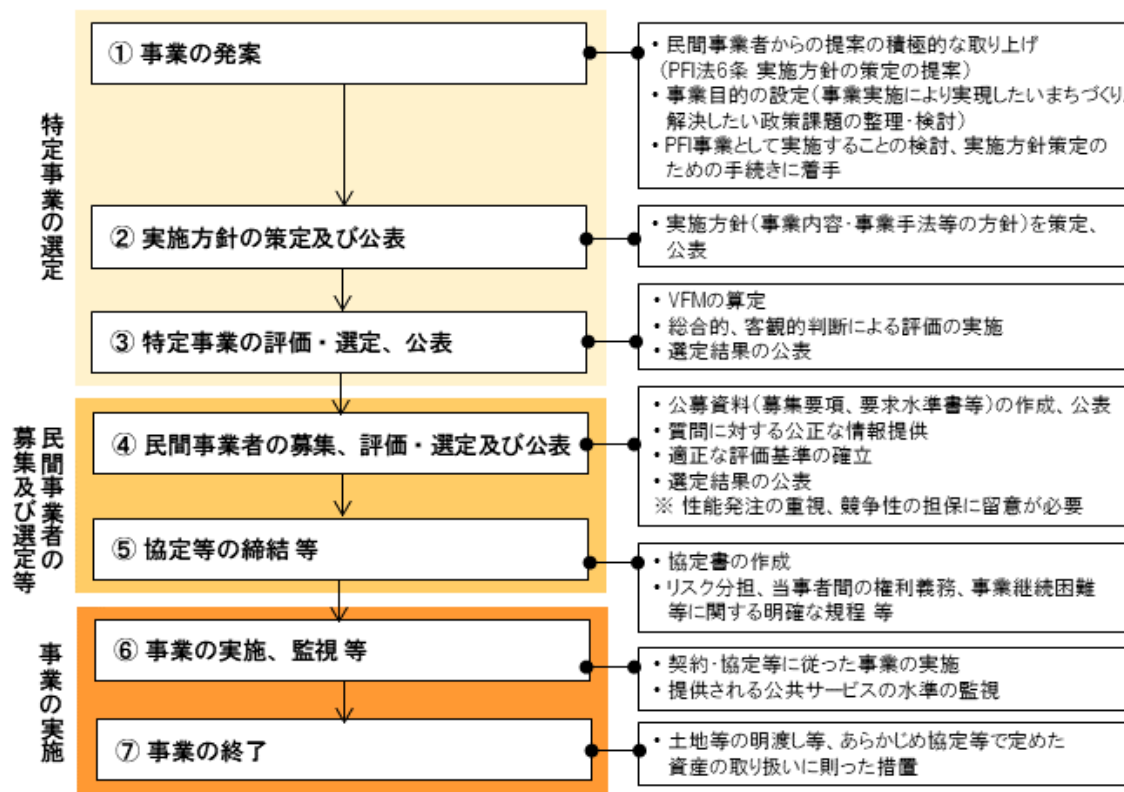 特定事業の選定
① 事業の発案
・民間事業者からの提案の積極的な取り上げ
(PFI法6条 実施方針の策定の提案)
・事業目的の設定(事業実施により実現したいまちづくり、
解決したい政策課題の整理・検討)
・PFI事業として実施することの検討、実施方針策定の
ための手続きに着手
② 実施方針の策定及び公表
・実施方針(事業内容・事業手法等の方針)を策定、
公表
③ 特定事業の評価・選定、公表
・VFMの算定
・総合的、客観的判断による評価の実施
・選定結果の公表
民間事業者の
募集及び選定等
④ 民間事業者の募集、評価・選定及び公表
・公募資料(募集要項、要求水準書等)の作成、公表
・質問に対する公正な情報提供
・適正な評価基準の確立
・選定結果の公表
※ 性能発注の重視、競争性の担保に留意が必要
⑤ 協定等の締結 等
・協定書の作成
・リスク分担、当事者間の権利義務、事業継続困難
等に関する明確な規程 等
事業の実施
⑥ 事業の実施、監視 等
・契約・協定等に従った事業の実施
・提供される公共サービスの水準の監視
⑦ 事業の終了
・土地等の明渡し等、あらかじめ協定等で定めた
資産の取り扱いに則った措置